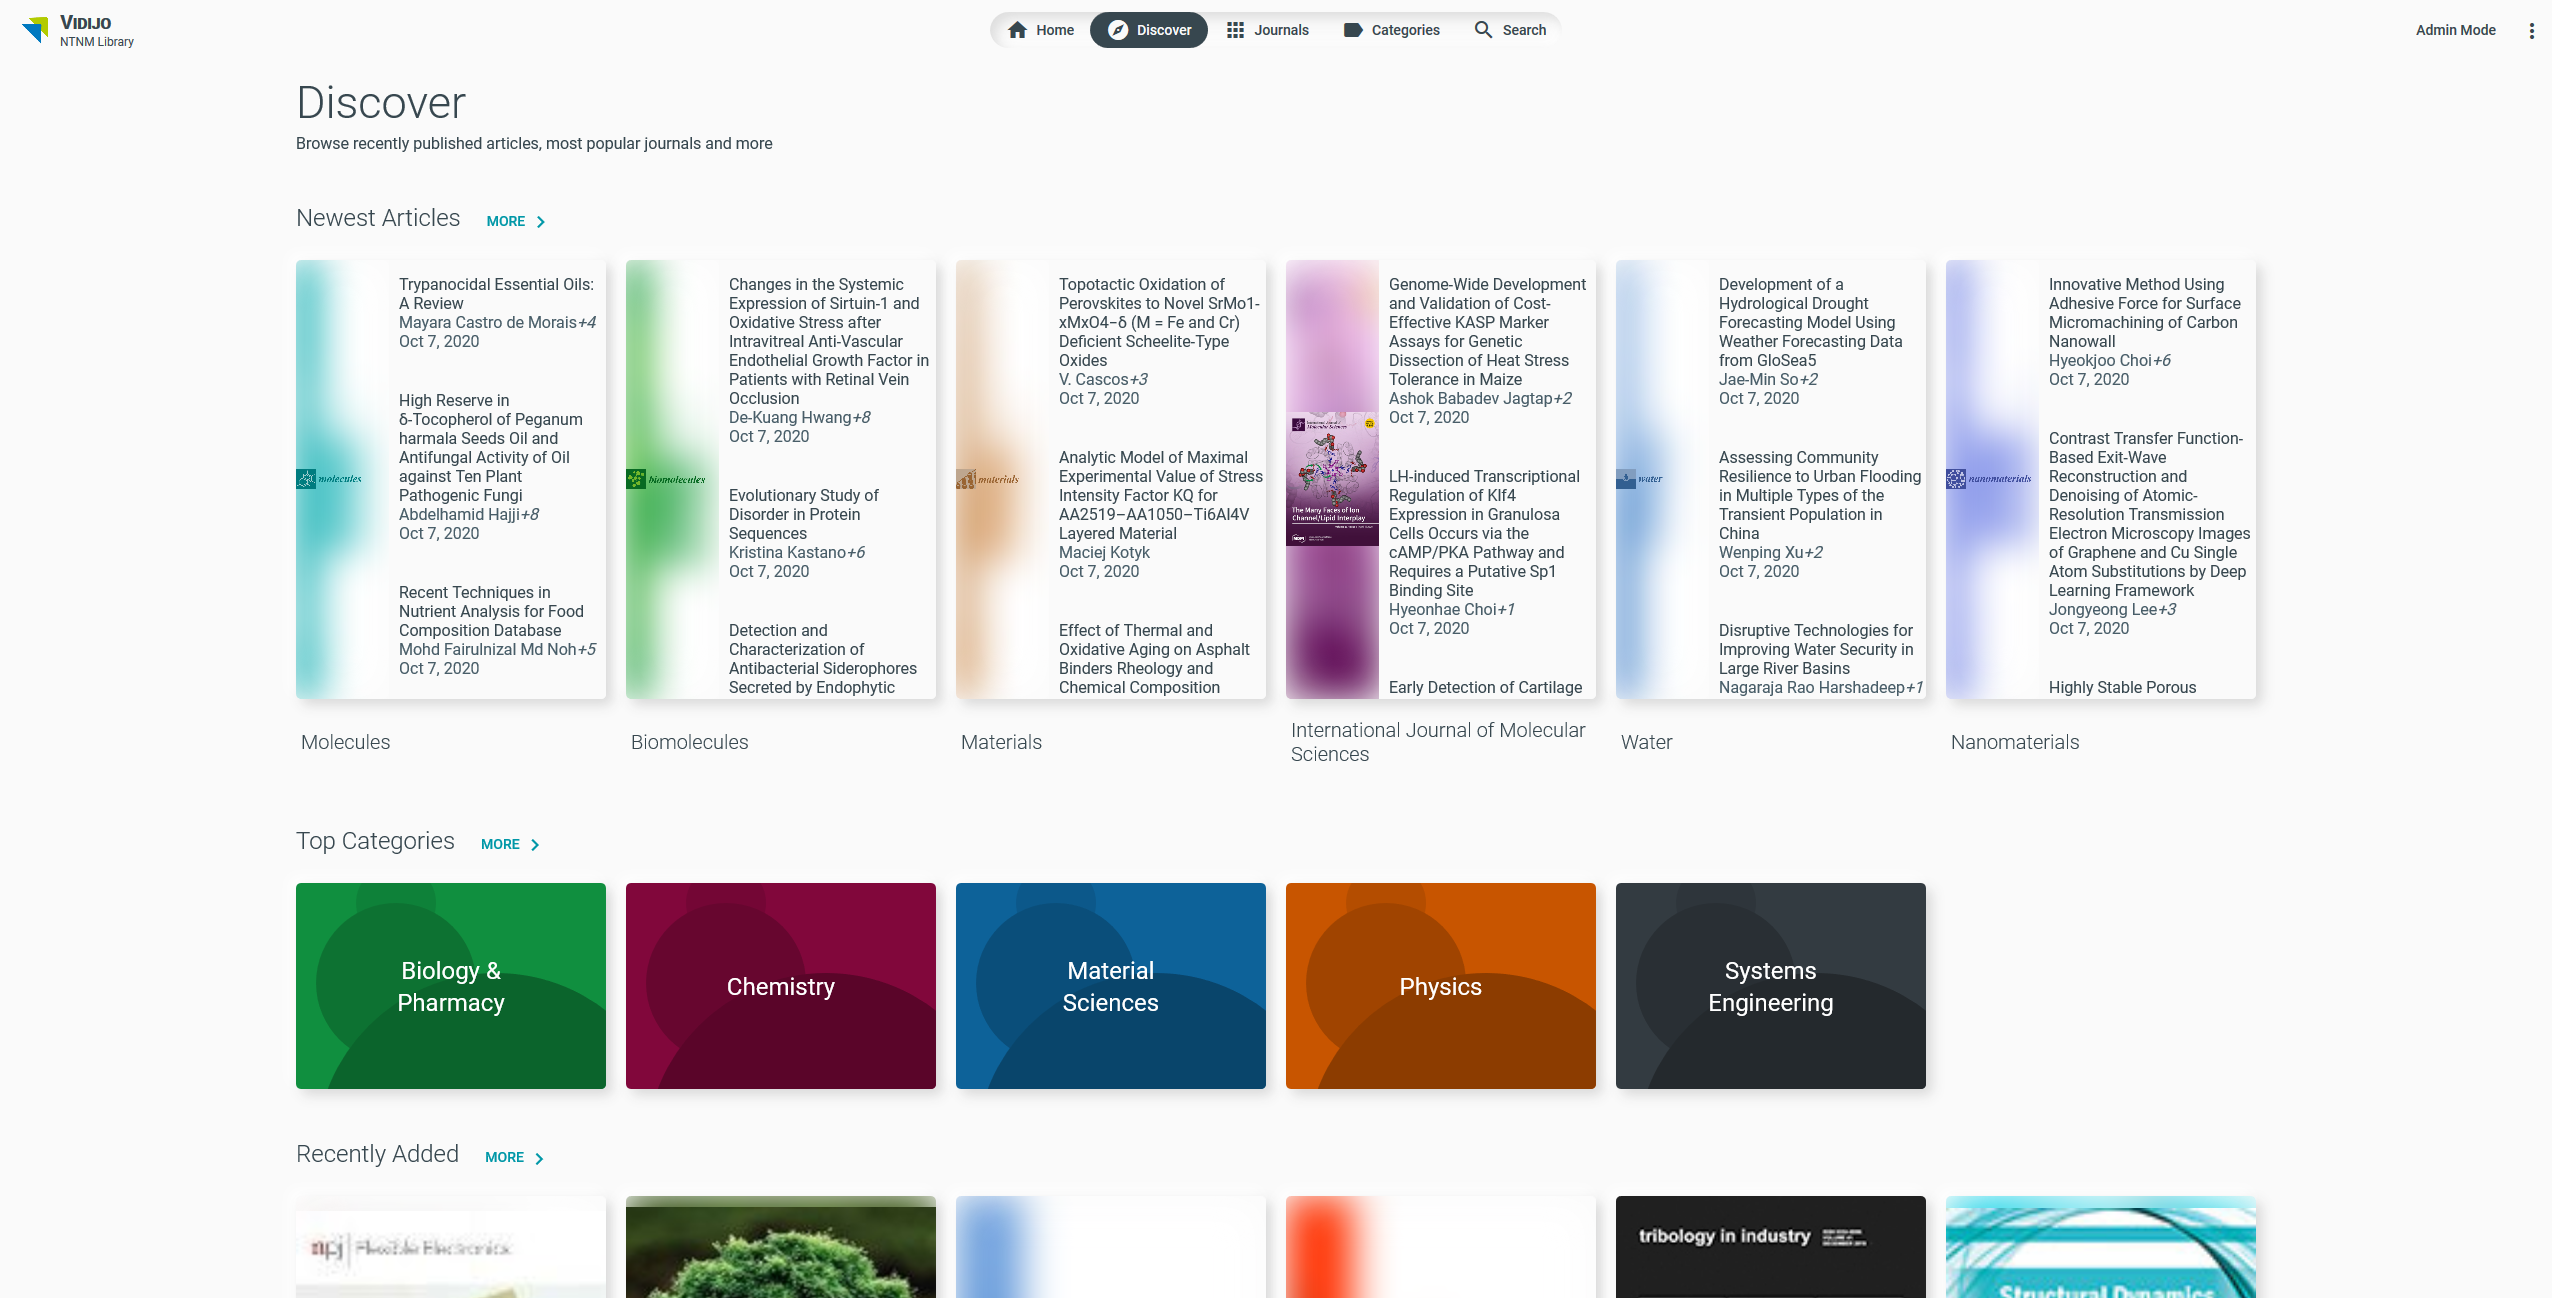 VIDIJO
NTNM Library
Home
Discover
Journals
Categories
Search
Admin Mode
Discover
Browse recently published articles, most popular journals and more
Newest Articles
MORE
molecules
Trypanocidal Essential Oils:
A Review
Mayara Castro de Morais+4
Oct 7, 2020
High Reserve in
δ-Tocopherol of Peganum
harmala Seeds Oil and
Antifungal Activity of Oil
against Ten Plant
Pathogenic Fungi
Abdelhamid Hajji+8
Oct 7, 2020
Recent Techniques in
Nutrient Analysis for Food
Composition Database
Mohd Fairulnizal Md Noh+5
Oct 7, 2020
Molecules
biomolecules
Changes in the Systemic
Expression of Sirtuin-1 and
Oxidative Stress after
Intravitreal Anti-Vascular
Endothelial Growth Factor in
Patients with Retinal Vein
Occlusion
De-Kuang Hwang+8
Oct 7, 2020
Evolutionary Study of
Disorder in Protein
Sequences
Kristina Kastano+6
Oct 7, 2020
Detection and
Characterization of
Antibacterial Siderophores
Secreted by Endophytic
Biomolecules
materials
Topotactic Oxidation of
Perovskites to Novel SrMo1-
xMxO4−δ (M = Fe and Cr)
Deficient Scheelite-Type
Oxides
V. Cascos+3
Oct 7, 2020
Analytic Model of Maximal
Experimental Value of Stress
Intensity Factor KQ for
AA2519–AA1050–Ti6Al4V
Layered Material
Maciej Kotyk
Oct 7, 2020
Effect of Thermal and
Oxidative Aging on Asphalt
Binders Rheology and
Chemical Composition
Materials
International Journal of
Molecular Sciences
The Many Faces of Ion
Channel/Lipid Interplay
MDPI
Genome-Wide Development
and Validation of Cost-
Effective KASP Marker
Assays for Genetic
Dissection of Heat Stress
Tolerance in Maize
Ashok Babadev Jagtap+2
Oct 7, 2020
LH-induced Transcriptional
Regulation of Klf4
Expression in Granulosa
Cells Occurs via the
cAMP/PKA Pathway and
Requires a Putative Sp1
Binding Site
Hyeonhae Choi+1
Oct 7, 2020
Early Detection of Cartilage
International Journal of Molecular
Sciences
water
Development of a
Hydrological Drought
Forecasting Model Using
Weather Forecasting Data
from GloSea5
Jae-Min So+2
Oct 7, 2020
Assessing Community
Resilience to Urban Flooding
in Multiple Types of the
Transient Population in
China
Wenping Xu+2
Oct 7, 2020
Disruptive Technologies for
Improving Water Security in
Large River Basins
Nagaraja Rao Harshadeep+1
Water
nanomaterials
Innovative Method Using
Adhesive Force for Surface
Micromachining of Carbon
Nanowall
Hyeokjoo Choi+6
Oct 7, 2020
Contrast Transfer Function-
Based Exit-Wave
Reconstruction and
Denoising of Atomic-
Resolution Transmission
Electron Microscopy Images
of Graphene and Cu Single
Atom Substitutions by Deep
Learning Framework
Jongyeong Lee+3
Oct 7, 2020
Highly Stable Porous
Nanomaterials
Top Categories
MORE
Biology &
Pharmacy
Chemistry
Material
Sciences
Physics
Systems
Engineering
Recently Added
MORE
npj Flexible Electronics
tribology in industry
Structural Dynamics